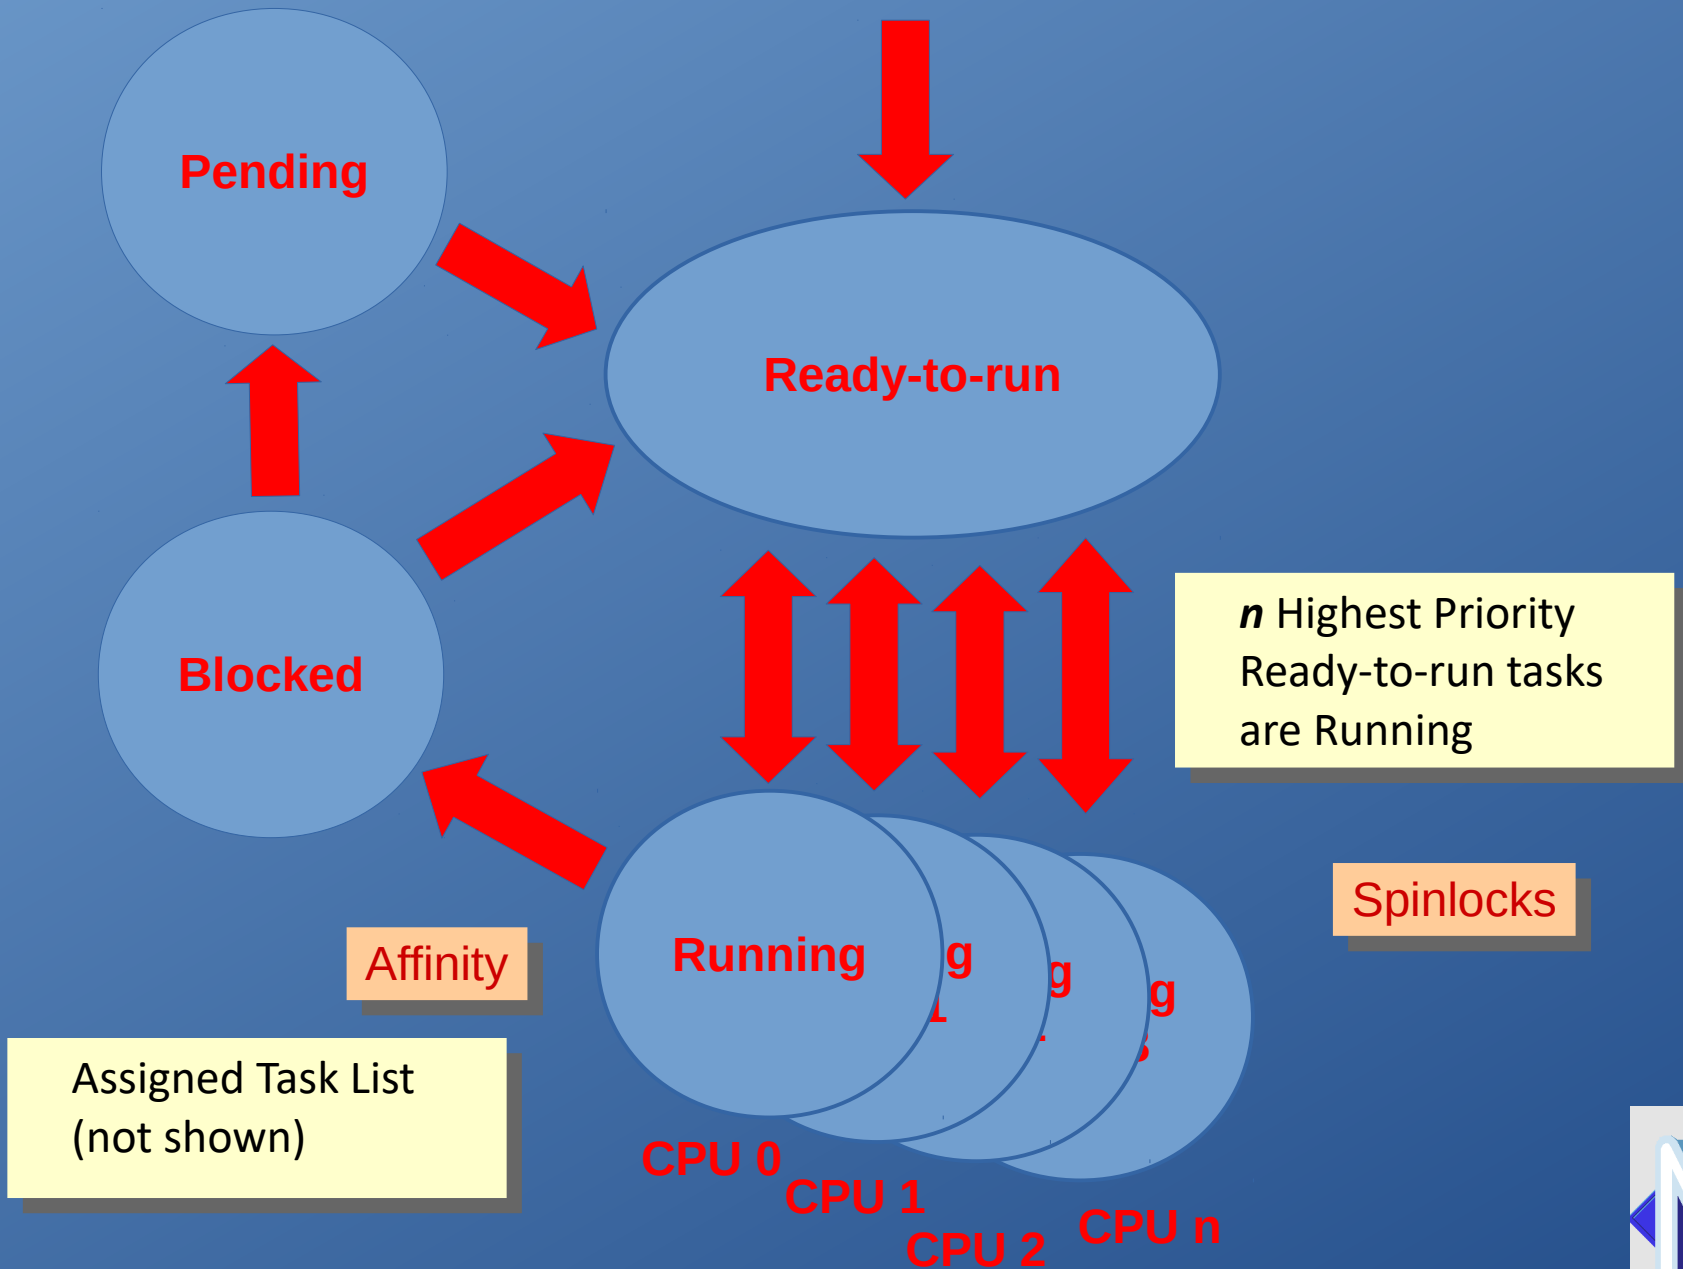 Pending
Ready-to-run
n Highest Priority
Ready-to-run tasks
are Running
Blocked
Spinlocks
Affinity
Running
g
1
g
g
Assigned Task List
(not shown)
CPU 0
CPU 1
CPU 2
CPU n